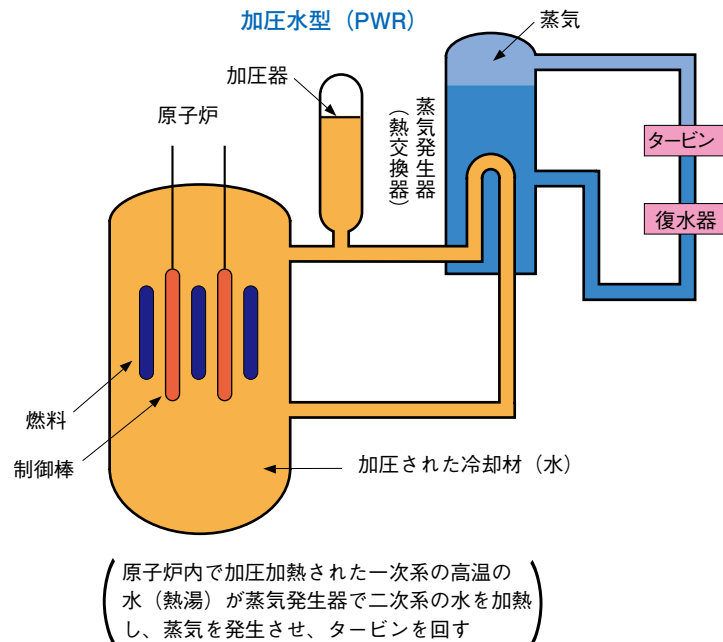 加圧水型（PWR）
蒸気
加圧器
原子炉
蒸気発生器
（熱交換器）
タービン
復水器
燃料
制御棒
加圧された冷却材（水）
原子炉内で加圧加熱された一次系の高温の
水（熱湯）が蒸気発生器で二次系の水を加熱
し、蒸気を発生させ、タービンを回す